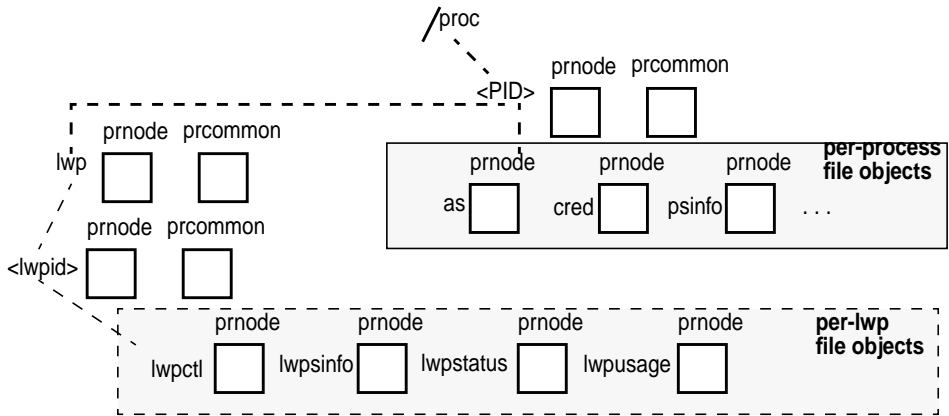 /proc
prnode prcommon
<PID>
prnode prcommon
lwp
per-process
file objects
prnode prnode prnode
as cred psinfo . . .
prnode prcommon
<lwpid>
prnode prnode prnode prnode
per-lwp
file objects
lwpctl lwpsinfo lwpstatus lwpusage